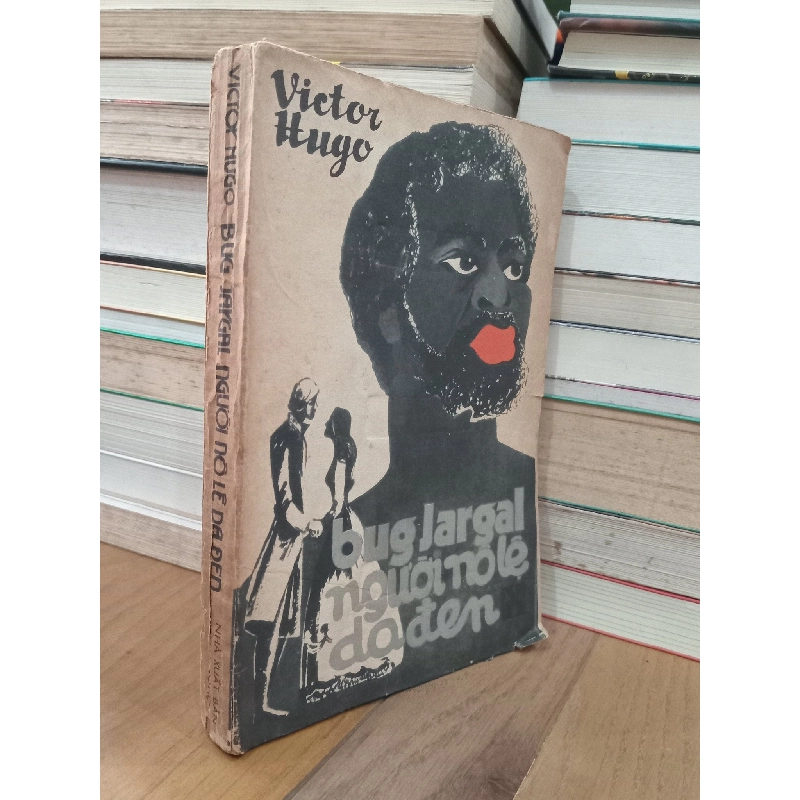 Victor
Hugo
bug Jargal
người nô lệ
da đen
VICTOR HUGO BUG JARGAL NGƯỜI NÔ LỆ DA ĐEN NHÀ XUẤT BẢN